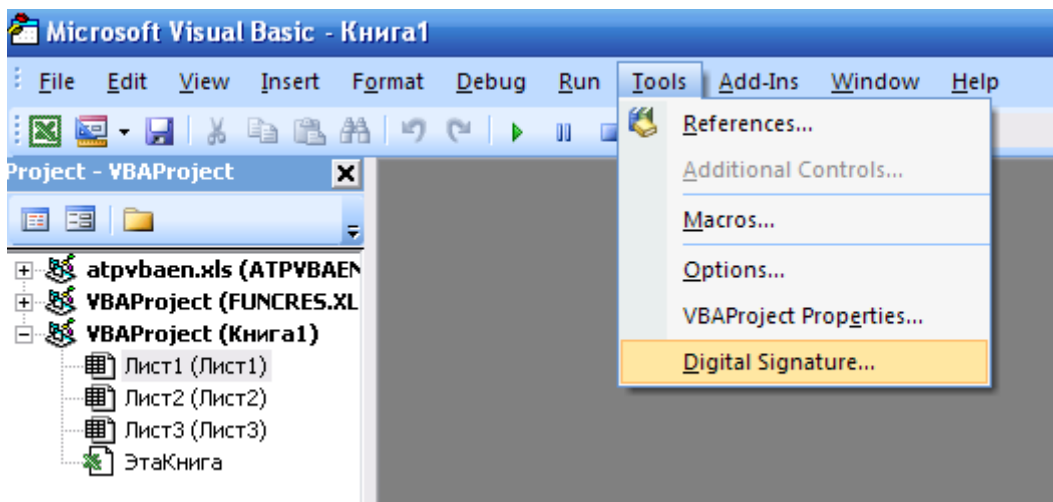 Microsoft Visual Basic - Книга1
File Edit View Insert Format Debug Run Tools Add-Ins Window Help
References...
Additional Controls...
Macros...
Options...
VBAProject Properties...
Digital Signature...
Project - VBAProject
atpvbaen.xls (ATPVBAEN
VBAProject (FUNCRES.XL
VBAProject (Книга1)
Лист1 (Лист1)
Лист2 (Лист2)
Лист3 (Лист3)
ЭтаКнига